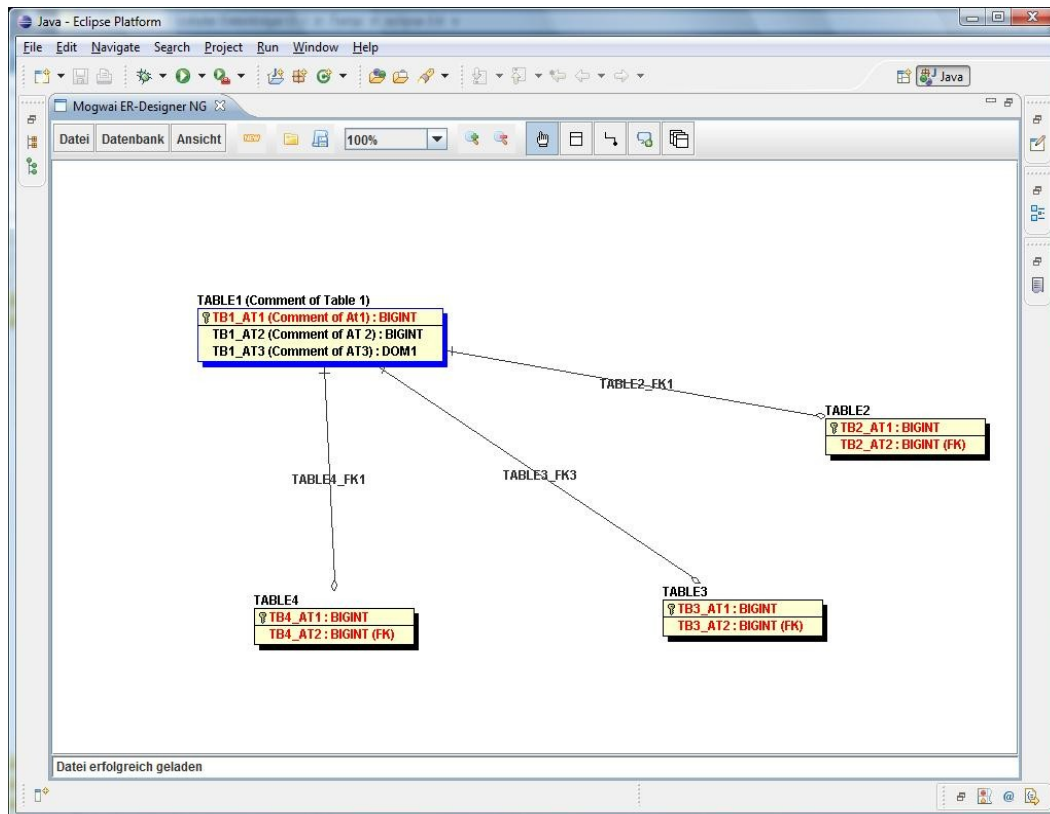 Java - Eclipse Platform
File Edit Navigate Search Project Run Window Help
Java
Mogwai ER-Designer NG
Datei Datenbank Ansicht 100%
TABLE1 (Comment of Table 1)
TB1_AT1 (Comment of At1) : BIGINT
TB1_AT2 (Comment of AT 2) : BIGINT
TB1_AT3 (Comment of AT3) : DOM1
TABLE2_FK1
TABLE2
TB2_AT1 : BIGINT
TB2_AT2 : BIGINT (FK)
TABLE4_FK1
TABLE3_FK3
TABLE4
TB4_AT1 : BIGINT
TB4_AT2 : BIGINT (FK)
TABLE3
TB3_AT1 : BIGINT
TB3_AT2 : BIGINT (FK)
Datei erfolgreich geladen